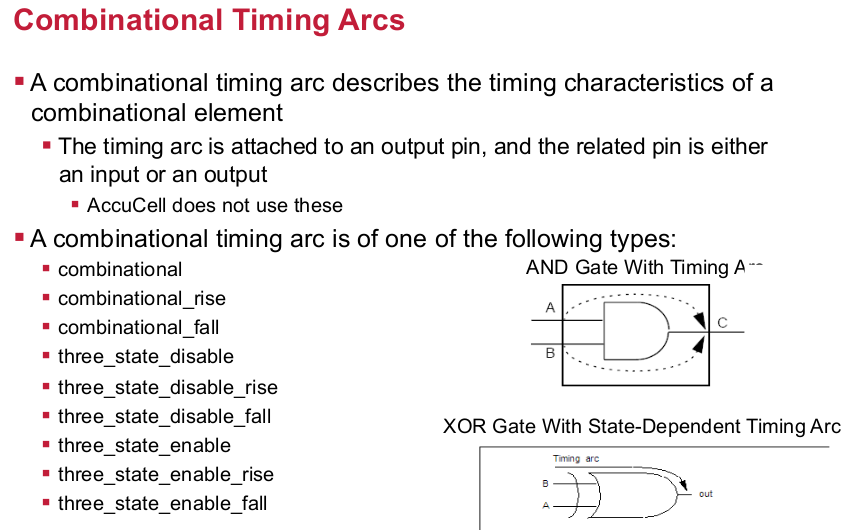 Combinational Timing Arcs
A combinational timing arc describes the timing characteristics of a
combinational element
The timing arc is attached to an output pin, and the related pin is either
an input or an output
AccuCell does not use these
A combinational timing arc is of one of the following types:
combinational
combinational_rise
combinational_fall
three_state_disable
three_state_disable_rise
three_state_disable_fall
three_state_enable
three_state_enable_rise
three_state_enable_fall
AND Gate With Timing
A
B
C
XOR Gate With State-Dependent Timing Arc
Timing arc
B
A
out